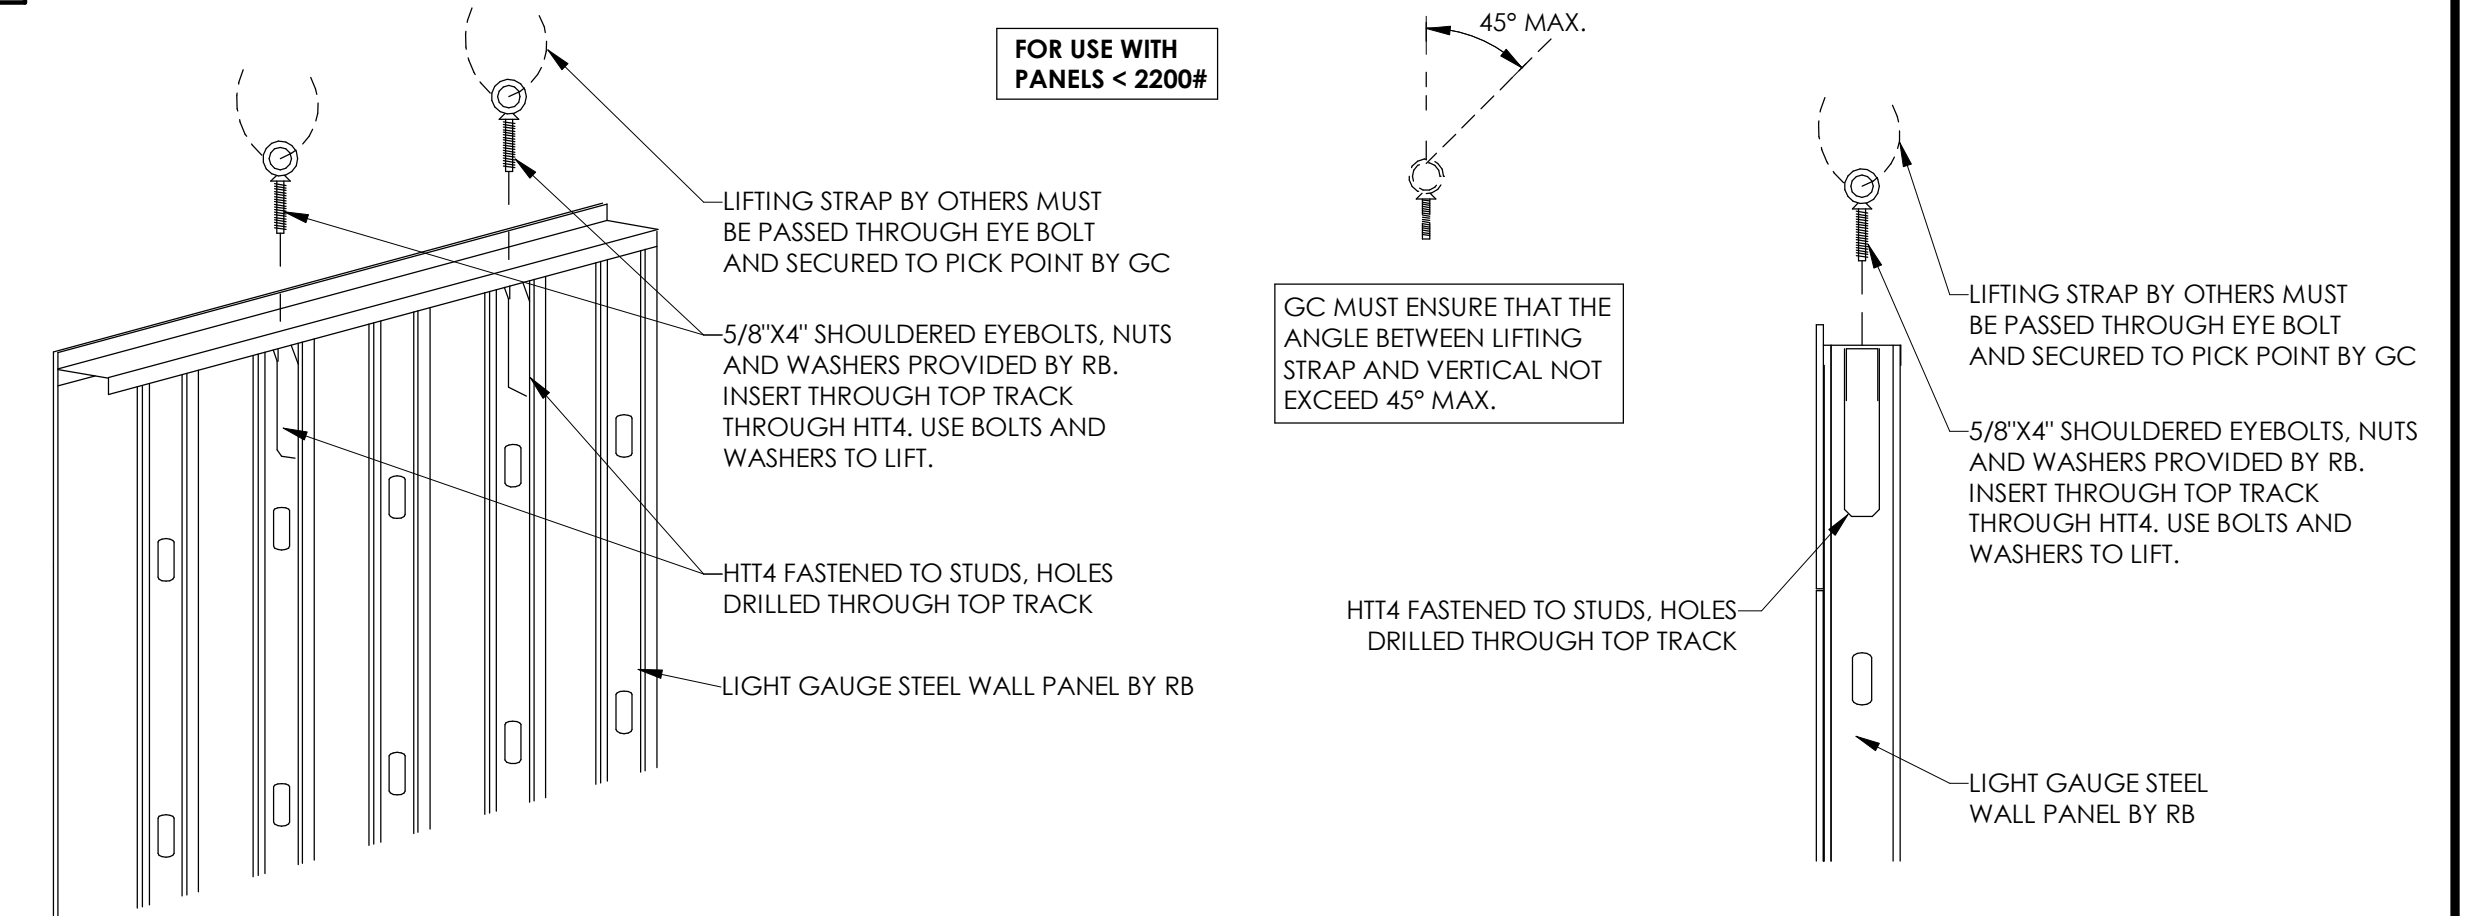 FOR USE WITH
PANELS < 2200#
LIFTING STRAP BY OTHERS MUST
BE PASSED THROUGH EYE BOLT
AND SECURED TO PICK POINT BY GC
5/8"X4" SHOULDERED EYEBOLTS, NUTS
AND WASHERS PROVIDED BY RB.
INSERT THROUGH TOP TRACK
THROUGH HTT4. USE BOLTS AND
WASHERS TO LIFT.
HTT4 FASTENED TO STUDS, HOLES
DRILLED THROUGH TOP TRACK
LIGHT GAUGE STEEL WALL PANEL BY RB
45° MAX.
GC MUST ENSURE THAT THE
ANGLE BETWEEN LIFTING
STRAP AND VERTICAL NOT
EXCEED 45° MAX.
LIFTING STRAP BY OTHERS MUST
BE PASSED THROUGH EYE BOLT
AND SECURED TO PICK POINT BY GC
5/8"X4" SHOULDERED EYEBOLTS, NUTS
AND WASHERS PROVIDED BY RB.
INSERT THROUGH TOP TRACK
THROUGH HTT4. USE BOLTS AND
WASHERS TO LIFT.
HTT4 FASTENED TO STUDS, HOLES
DRILLED THROUGH TOP TRACK
LIGHT GAUGE STEEL
WALL PANEL BY RB